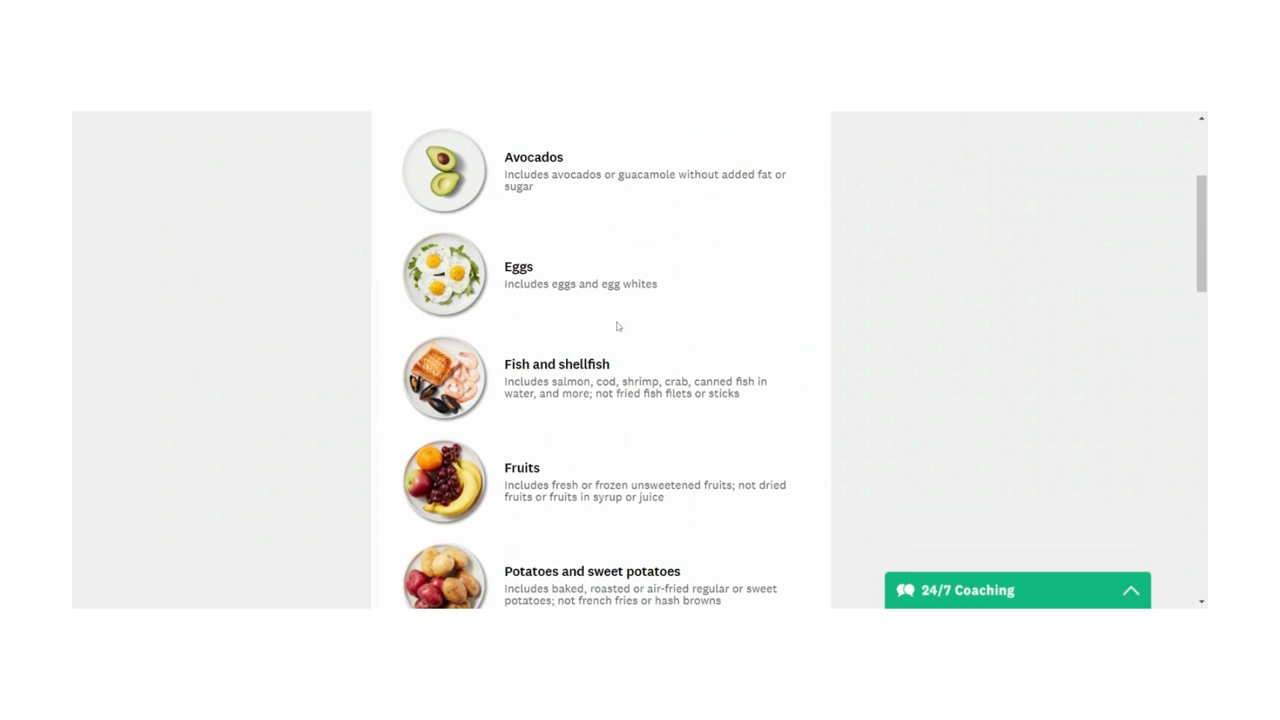 Avocados
Includes avocados or guacamole without added fat or
sugar
Eggs
Includes eggs and egg whites
Fish and shellfish
Includes salmon, cod, shrimp, crab, canned fish in
water, and more; not fried fish filets or sticks
Fruits
Includes fresh or frozen unsweetened fruits; not dried
fruits or fruits in syrup or juice
Potatoes and sweet potatoes
Includes baked, roasted or air-fried regular or sweet
potatoes; not french fries or hash browns
24/7 Coaching